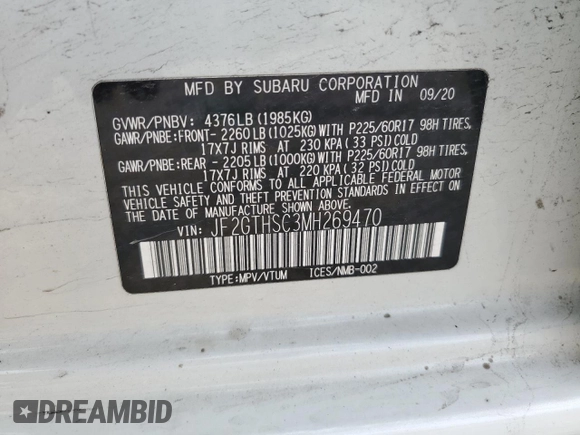 MFD BY SUBARU CORPORATION
MFD IN 09/20
GVWR/PNBV: 4376LB(1985KG)
GAWR/PNBE:FRONT- 2260LB(1025KG)WITH P225/60R17 98H TIRES,
17X7J RIMS AT 230 KPA(33 PSI)COLD
GAWR/PNBE:REAR - 2205LB(1000KG)WITH P225/60R17 98H TIRES,
17X7J RIMS AT 220 KPA(32 PSI)COLD
THIS VEHICLE CONFORMS TO ALL APPLICABLE FEDERAL MOTOR
VEHICLE SAFETY AND THEFT PREVENTION STANDARDS IN EFFECT ON
THE DATE OF MANUFACTURE SHOWN ABOVE.
VIN: JF2GTHSC3MH269470
TYPE:MPV/VTUM ICES/NMB-002
DREAMBID